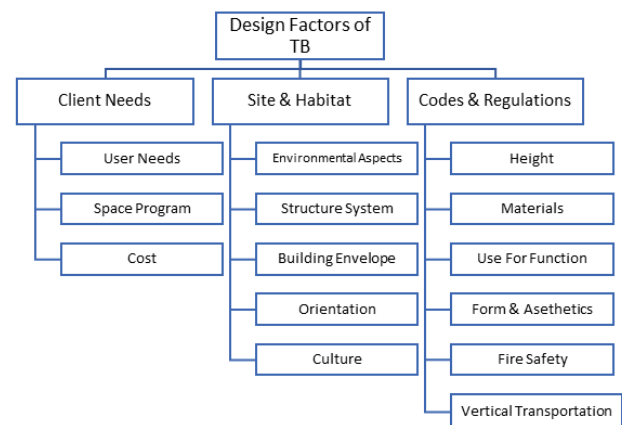 Design Factors of
TB
Client Needs
User Needs
Space Program
Cost
Site & Habitat
Environmental Aspects
Structure System
Building Envelope
Orientation
Culture
Codes & Regulations
Height
Materials
Use For Function
Form & Asethetics
Fire Safety
Vertical Transportation